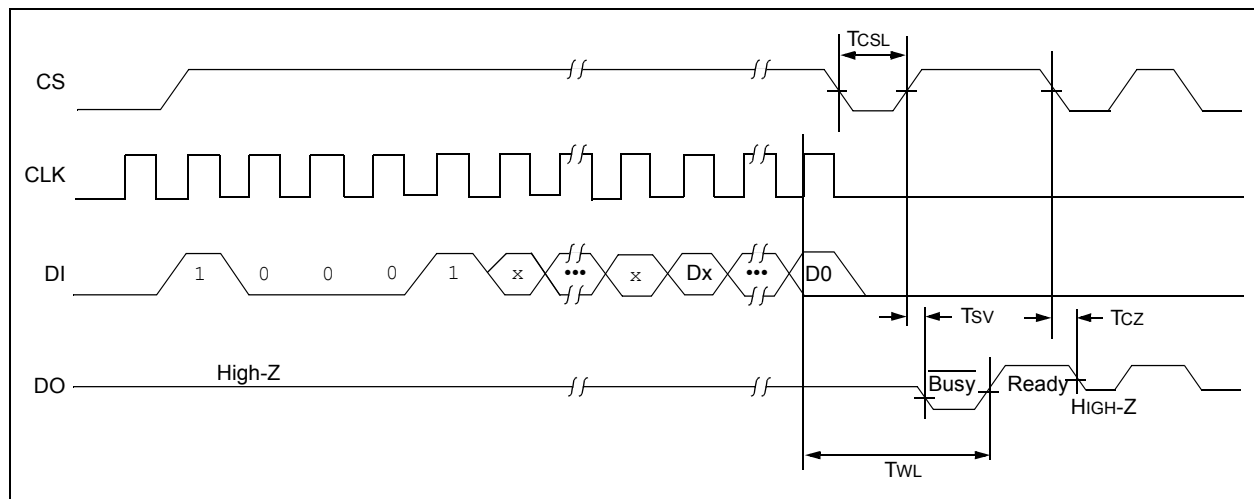 TCSL
CS
CLK
DI
1 0 0 0 1 x ••• x Dx ••• D0
TSV
TCZ
DO
High-Z
Busy
Ready
HIGH-Z
TWL